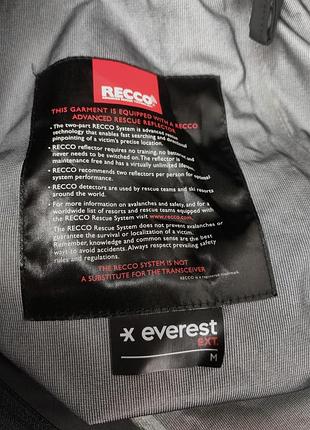 RECCO®
THIS GARMENT IS EQUIPPED WITH A RECCO
ADVANCED RESCUE REFLECTOR
• The two-part RECCO System is advanced rescue
technology that enables fast searching and directional
pinpointing of a victim's precise location.
• RECCO reflector requires no training, no batteries and
never needs to be switched on. The reflector is
maintenance free and has a virtually unlimited lifespan
• RECCO recommends two reflectors per person for optimal
system performance.
• RECCO detectors are used by rescue teams and ski resorts
around the world.
• For more information on avalanches and safety, and for a
worldwide list of resorts and rescue teams equipped with
the RECCO Rescue System visit www.recco.com
The RECCO Rescue System does not prevent avalanches or
guarantee the survival or localization of a victim.
Remember, knowledge and common sense are the best
ways to avoid accidents. Always respect prevailing safety
rules and regulations.
THE RECCO SYSTEM IS NOT
A SUBSTITUTE FOR THE TRANSCEIVER
RECCO is a registered trademark.
everest
EXT.
M